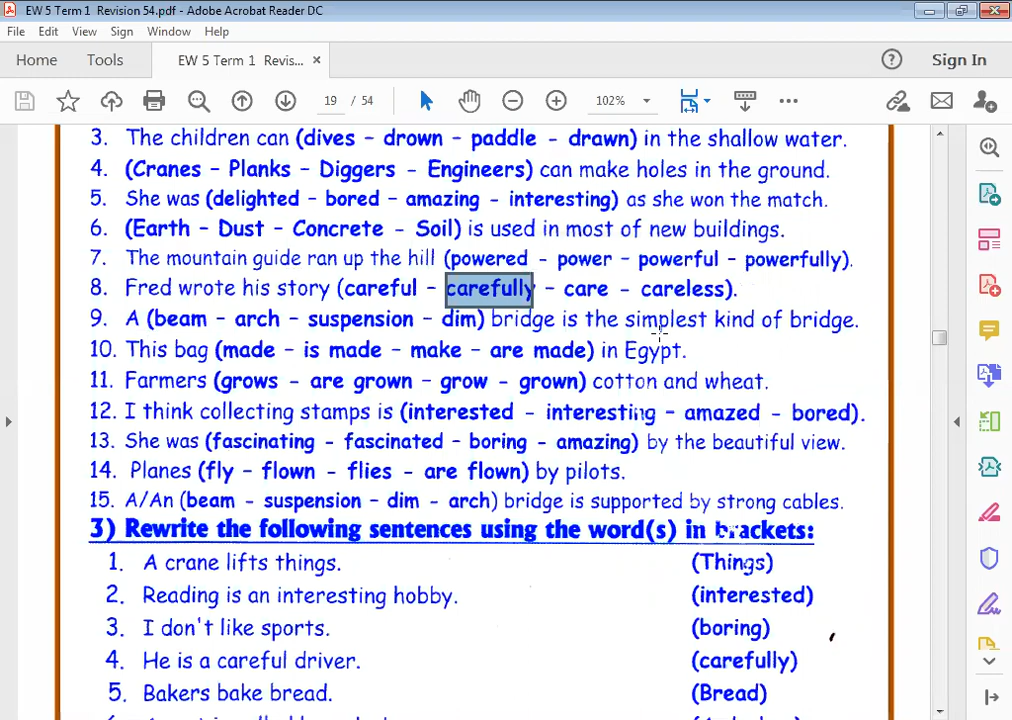 EW 5 Term 1 Revision 54.pdf - Adobe Acrobat Reader DC
File Edit View Sign Window Help
Home Tools EW 5 Term 1 Revis... × ? Sign In
19 / 54 102%
3. The children can (dives - drown - paddle - drawn) in the shallow water.
4. (Cranes - Planks - Diggers - Engineers) can make holes in the ground.
5. She was (delighted - bored - amazing - interesting) as she won the match.
6. (Earth - Dust - Concrete - Soil) is used in most of new buildings.
7. The mountain guide ran up the hill (powered - power - powerful - powerfully).
8. Fred wrote his story (careful - carefully - care - careless).
9. A (beam - arch - suspension - dim) bridge is the simplest kind of bridge.
10. This bag (made - is made - make - are made) in Egypt.
11. Farmers (grows - are grown - grow - grown) cotton and wheat.
12. I think collecting stamps is (interested - interesting - amazed - bored).
13. She was (fascinating - fascinated - boring - amazing) by the beautiful view.
14. Planes (fly - flown - flies - are flown) by pilots.
15. A/An (beam - suspension - dim - arch) bridge is supported by strong cables.
3) Rewrite the following sentences using the word(s) in brackets:
1. A crane lifts things. (Things)
2. Reading is an interesting hobby. (interested)
3. I don't like sports. (boring)
4. He is a careful driver. (carefully)
5. Bakers bake bread. (Bread)